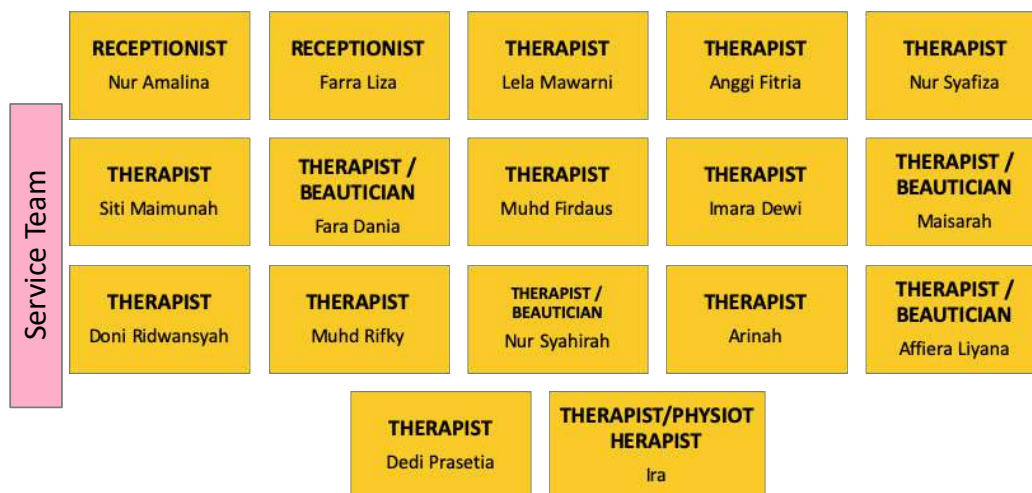 Service Team
RECEPTIONIST
Nur Amalina
RECEPTIONIST
Farra Liza
THERAPIST
Lela Mawarni
THERAPIST
Anggi Fitria
THERAPIST
Nur Syafiza
THERAPIST
Siti Maimunah
THERAPIST /
BEAUTICIAN
Fara Dania
THERAPIST
Muhd Firdaus
THERAPIST
Imara Dewi
THERAPIST /
BEAUTICIAN
Maisarah
THERAPIST
Doni Ridwansyah
THERAPIST
Muhd Rifky
THERAPIST /
BEAUTICIAN
Nur Syahirah
THERAPIST
Arinah
THERAPIST /
BEAUTICIAN
Affiera Liyana
THERAPIST
Dedi Prasetia
THERAPIST/PHYSIOT
HERAPIST
Ira